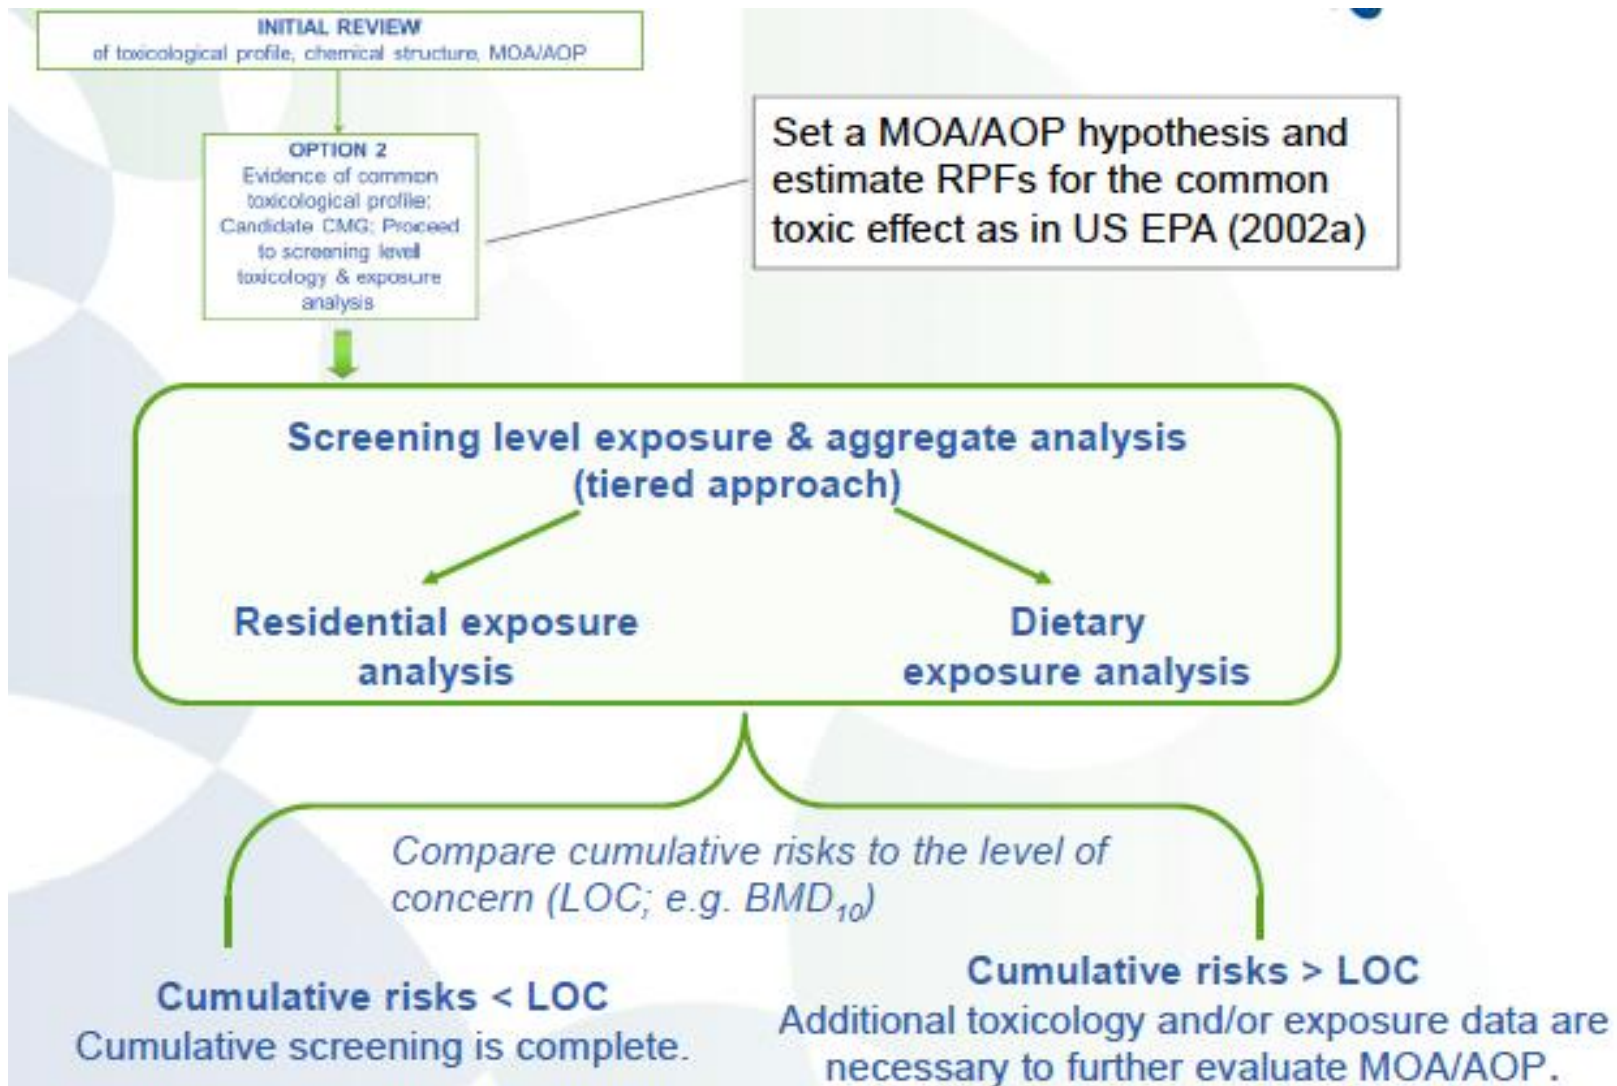 INITIAL REVIEW
of toxicological profile, chemical structure, MOA/AOP
OPTION 2
Evidence of common
toxicological profile;
Candidate CMG; Proceed
to screening level
toxicology & exposure
analysis
Set a MOA/AOP hypothesis and
estimate RPFs for the common
toxic effect as in US EPA (2002a)
Screening level exposure & aggregate analysis
(tiered approach)
Residential exposure
analysis
Dietary
exposure analysis
Compare cumulative risks to the level of
concern (LOC; e.g. BMD₁₀)
Cumulative risks < LOC
Cumulative screening is complete.
Cumulative risks > LOC
Additional toxicology and/or exposure data are
necessary to further evaluate MOA/AOP.